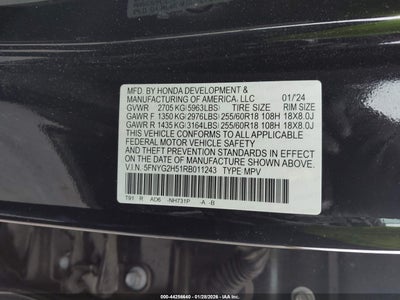 MFD. BY HONDA DEVELOPMENT &
MANUFACTURING OF AMERICA, LLC 01/24
GVWR 2705 KG(5963LBS) TIRE SIZE RIM SIZE
GAWR F 1350 KG(2976LBS) 255/60R18 108H 18X8.0J
GAWR R 1435 KG(3164LBS) 255/60R18 108H 18X8.0J
THIS VEHICLE CONFORMS TO ALL APPLICABLE
FEDERAL MOTOR VEHICLE SAFETY, BUMPER, AND
THEFT PREVENTION STANDARDS IN EFFECT ON THE
DATE OF MANUFACTURE SHOWN ABOVE.
V.I.N. 5FNYG2H51RB011243 TYPE MPV
T91 R AD6 -NH731P -A -B
000-44256640 - 01/28/2026 - © IAA, Inc.